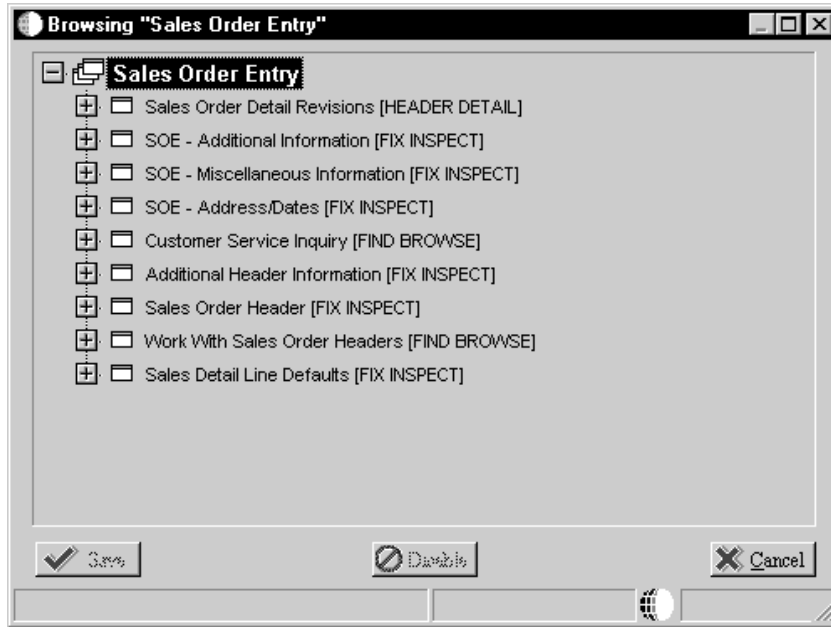 Browsing "Sales Order Entry"
Sales Order Entry
Sales Order Detail Revisions [HEADER DETAIL]
SOE - Additional Information [FIX INSPECT]
SOE - Miscellaneous Information [FIX INSPECT]
SOE - Address/Dates [FIX INSPECT]
Customer Service Inquiry [FIND BROWSE]
Additional Header Information [FIX INSPECT]
Sales Order Header [FIX INSPECT]
Work With Sales Order Headers [FIND BROWSE]
Sales Detail Line Defaults [FIX INSPECT]
Save Disable Cancel